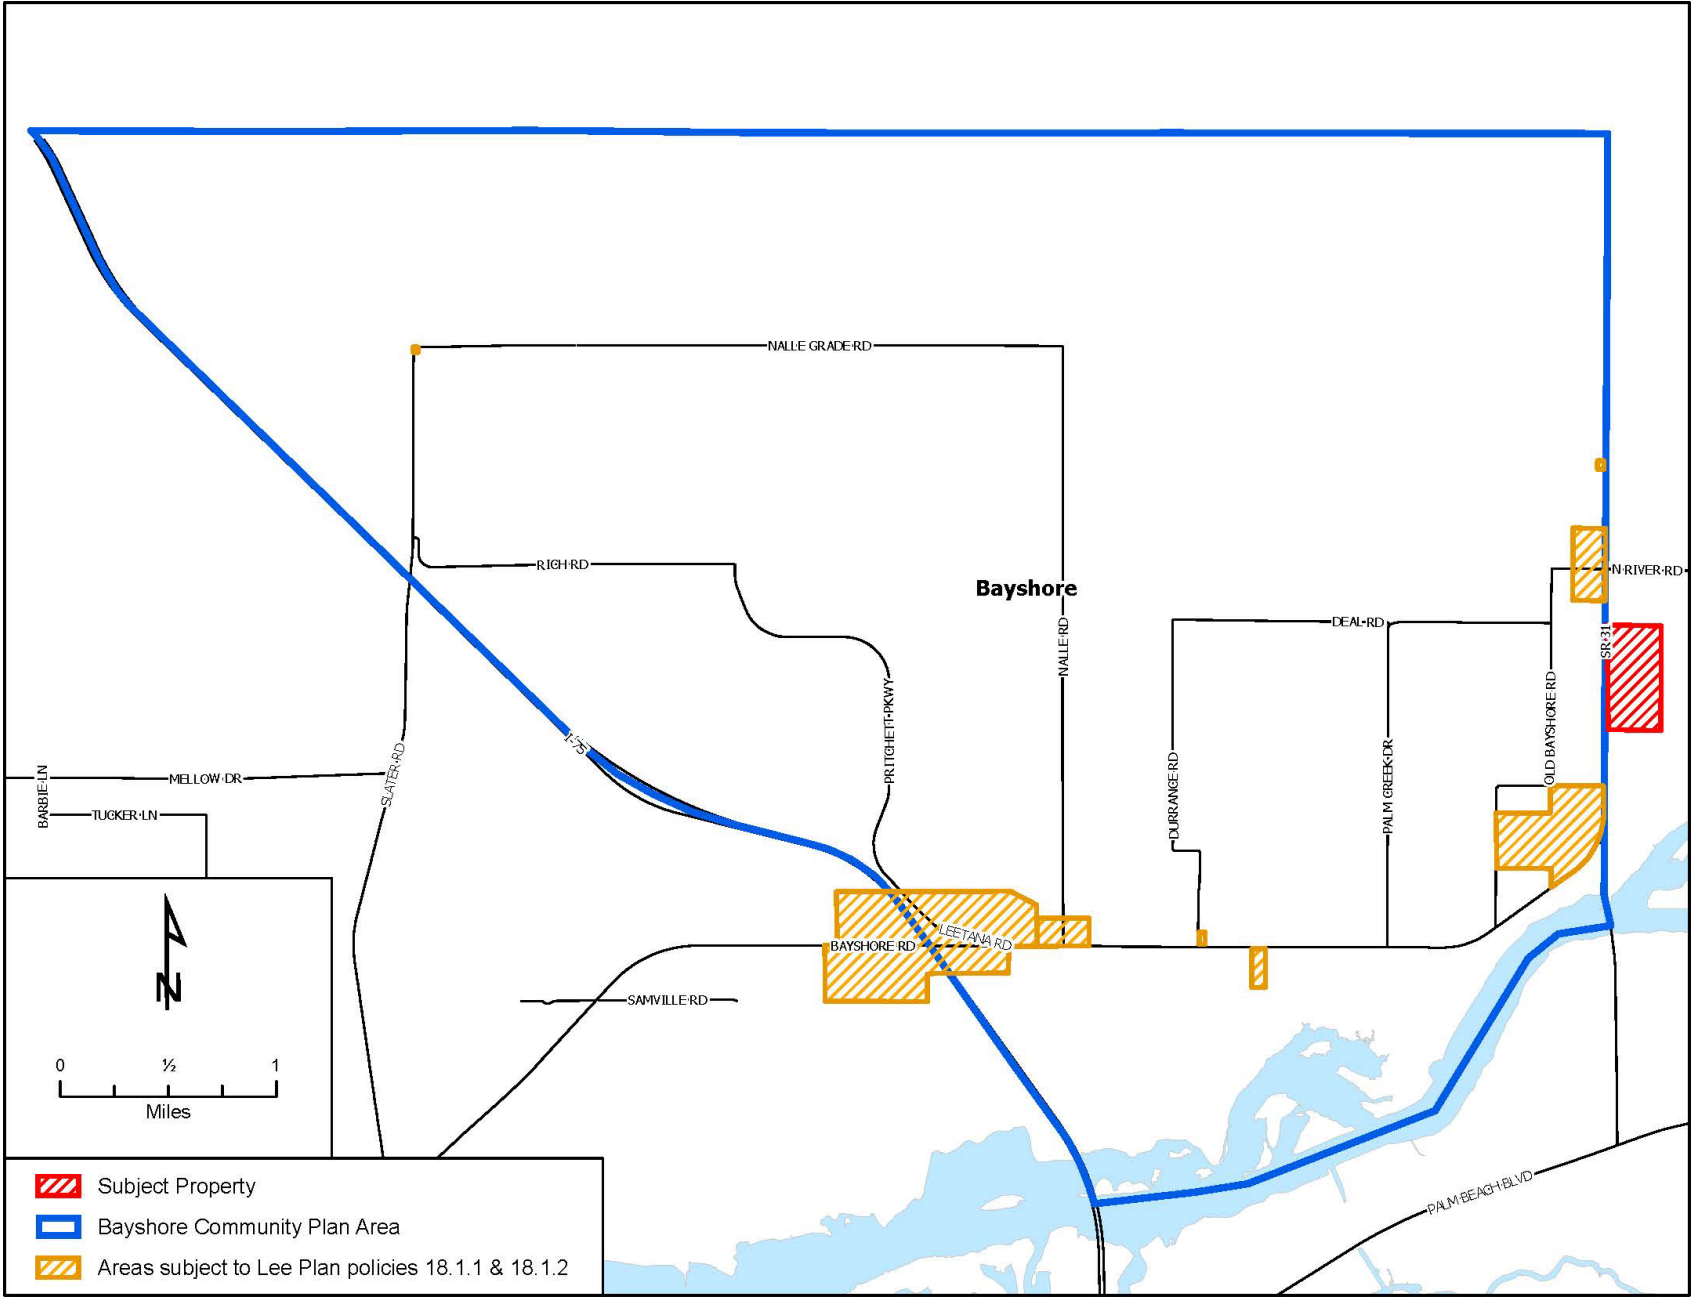 NALLE GRADE RD
RICH RD
Bayshore
N RIVER RD
DEAL RD
SR 31
NALLE RD
PRITCHETT PKWY
OLD BAYSHORE RD
I-75
SLATER RD
DURRANCE RD
PALM CREEK DR
BARBIE LN
MELLOW DR
TUCKER LN
LEETANA RD
BAYSHORE RD
SAMVILLE RD
N
0 ½ 1
Miles
PALM BEACH BLVD
Subject Property
Bayshore Community Plan Area
Areas subject to Lee Plan policies 18.1.1 & 18.1.2